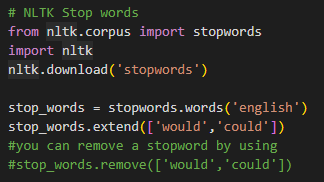 # NLTK Stop words
from nltk.corpus import stopwords
import nltk
nltk.download('stopwords')
stop_words = stopwords.words('english')
stop_words.extend(['would','could'])
#you can remove a stopword by using
#stop_words.remove(['would','could'])